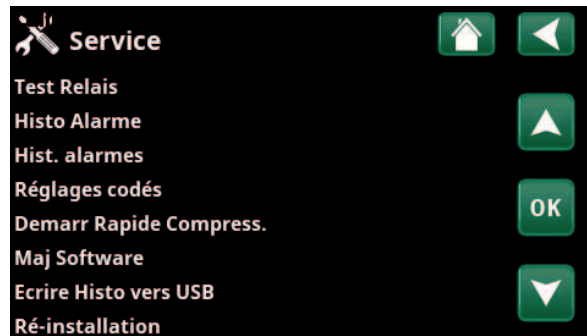 Service
Test Relais
Histo Alarme
Hist. alarmes
Réglages codés
OK
Demarr Rapide Compress.
Maj Software
Ecrire Histo vers USB
Ré-installation